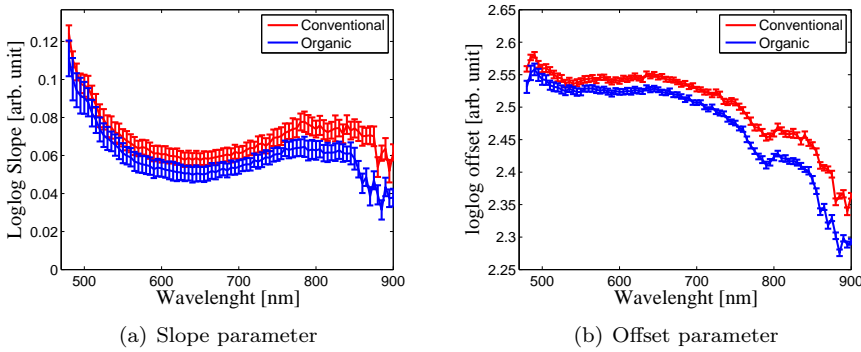 Conventional
Organic
0.12
0.1
0.08
0.06
0.04
0.02
0
Loglog Slope [arb. unit]
500
600
700
800
900
Wavelenght [nm]
(a) Slope parameter
Conventional
Organic
2.65
2.6
2.55
2.5
2.45
2.4
2.35
2.3
2.25
loglog offset [arb. unit]
500
600
700
800
900
Wavelenght [nm]
(b) Offset parameter